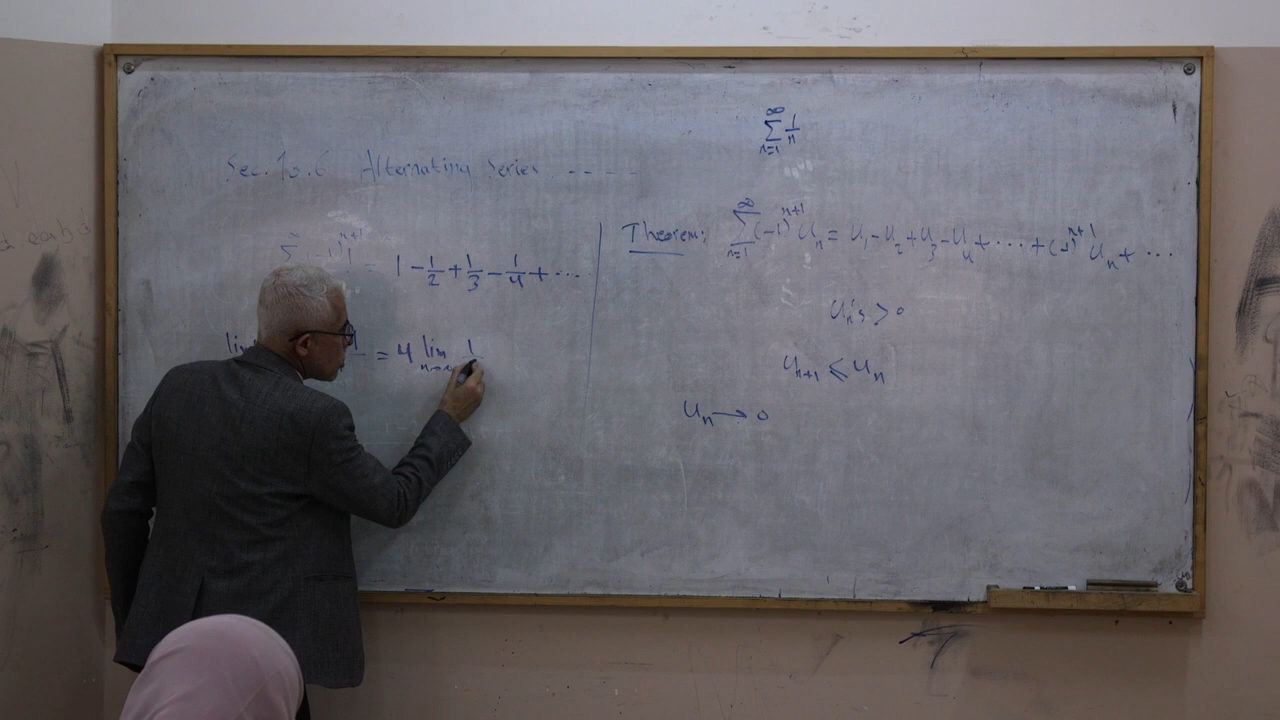 ∑_{n=1}^{∞} 1/n
Sec. 10.6 Alternating Series - - - -
= 1 - 1/2 + 1/3 - 1/4 + ....
= 4 lim 1
Theorem: ∑_{n=1}^{∞} (-1)^{n+1} U_n = U_1 - U_2 + U_3 - U_4 + .... + (-1)^{n+1} U_n + ...
U_n's > 0
U_{n+1} ≤ U_n
U_n → 0